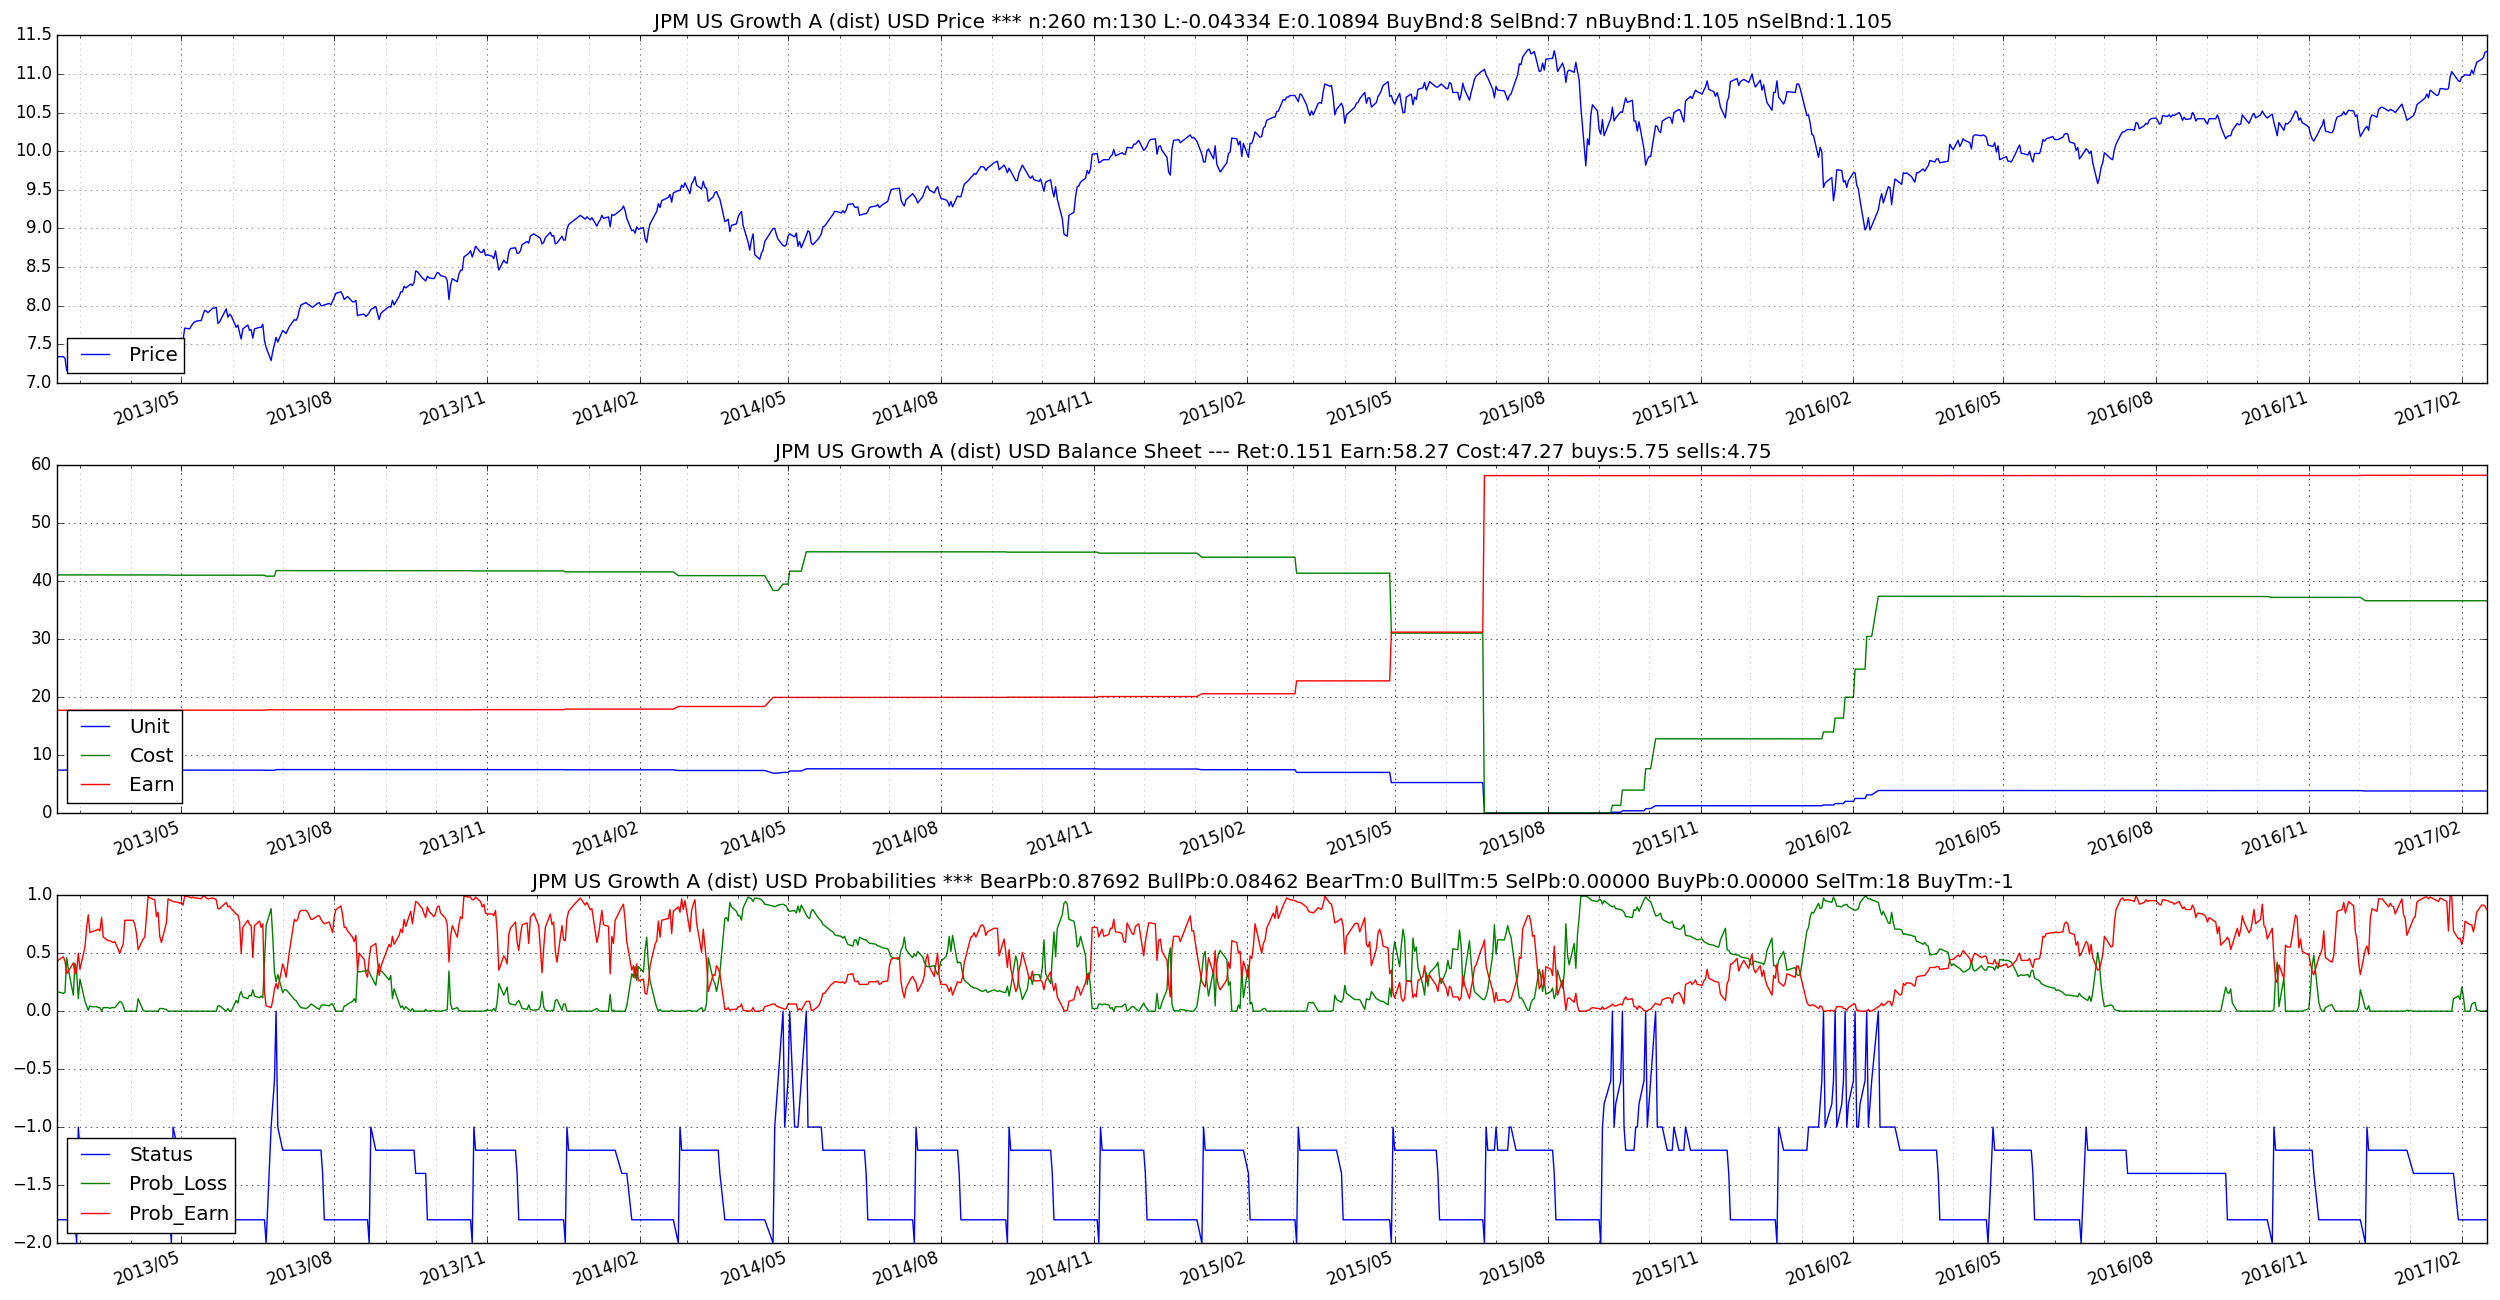 JPM US Growth A (dist) USD Price *** n:260 m:130 L:-0.04334 E:0.10894 BuyBnd:8 SelBnd:7 nBuyBnd:1.105 nSelBnd:1.105
11.5
11.0
10.5
10.0
9.5
9.0
8.5
8.0
7.5
7.0
Price
2013/05 2013/08 2013/11 2014/02 2014/05 2014/08 2014/11 2015/02 2015/05 2015/08 2015/11 2016/02 2016/05 2016/08 2016/11 2017/02
JPM US Growth A (dist) USD Balance Sheet --- Ret:0.151 Earn:58.27 Cost:47.27 buys:5.75 sells:4.75
60
50
40
30
20
10
0
Unit
Cost
Earn
2013/05 2013/08 2013/11 2014/02 2014/05 2014/08 2014/11 2015/02 2015/05 2015/08 2015/11 2016/02 2016/05 2016/08 2016/11 2017/02
JPM US Growth A (dist) USD Probabilities *** BearPb:0.87692 BullPb:0.08462 BearTm:0 BullTm:5 SelPb:0.00000 BuyPb:0.00000 SelTm:18 BuyTm:-1
1.0
0.5
0.0
−0.5
−1.0
−1.5
−2.0
Status
Prob_Loss
Prob_Earn
2013/05 2013/08 2013/11 2014/02 2014/05 2014/08 2014/11 2015/02 2015/05 2015/08 2015/11 2016/02 2016/05 2016/08 2016/11 2017/02